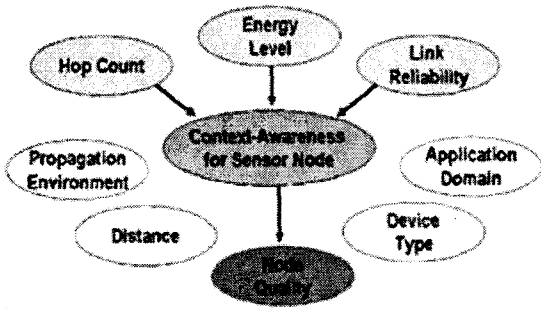 Energy
Level
Hop Count
Link
Reliability
Context-Awareness
for Sensor Node
Propagation
Environment
Application
Domain
Distance
Device
Type
Node
Quality